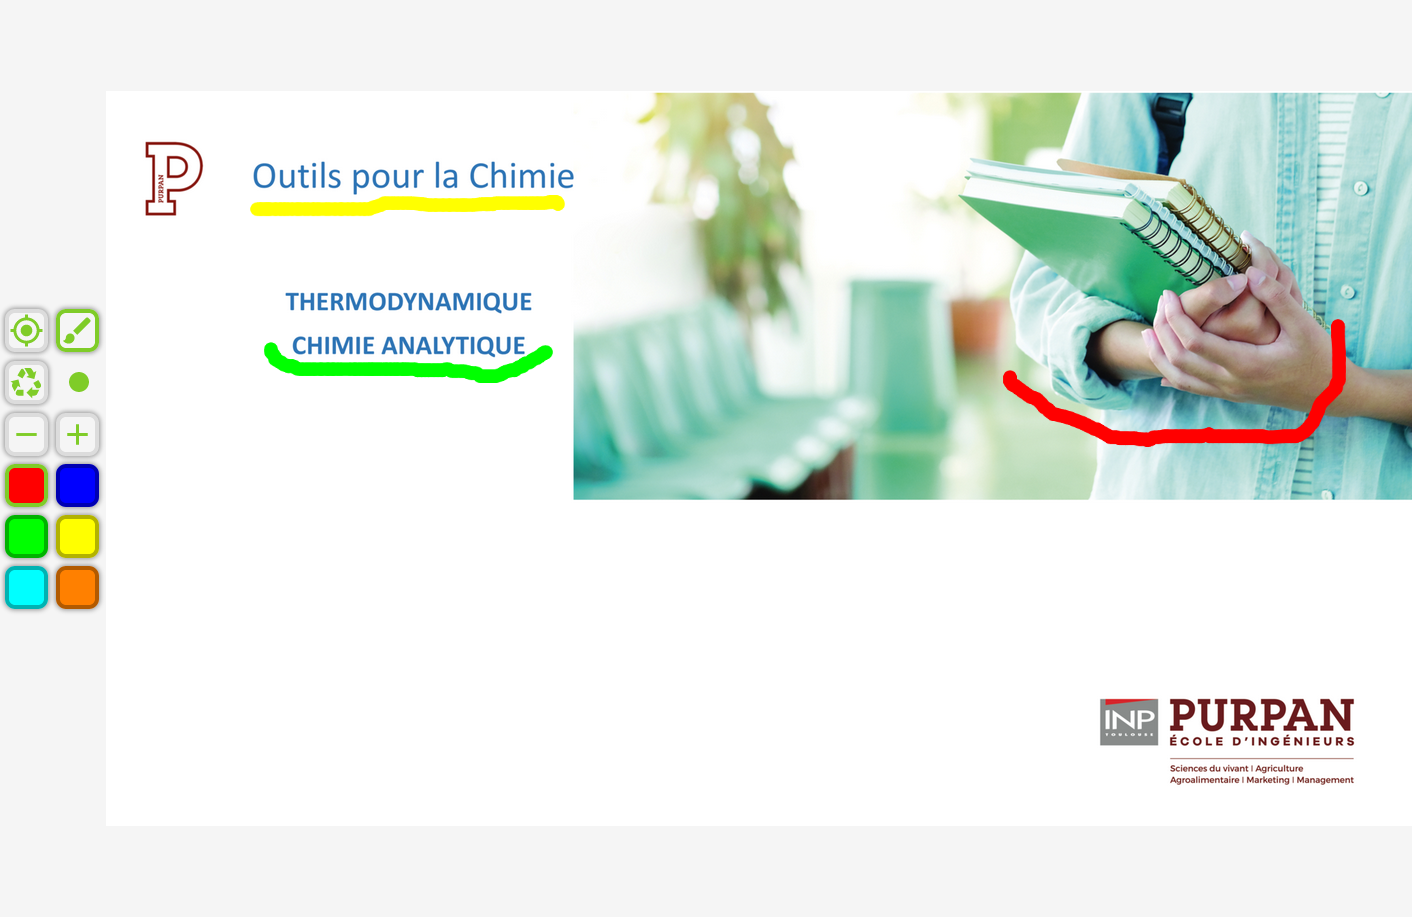 PURPAN
Outils pour la Chimie
THERMODYNAMIQUE
CHIMIE ANALYTIQUE
INP
TOULOUSE
PURPAN
ÉCOLE D'INGÉNIEURS
Sciences du vivant | Agriculture
Agroalimentaire | Marketing | Management